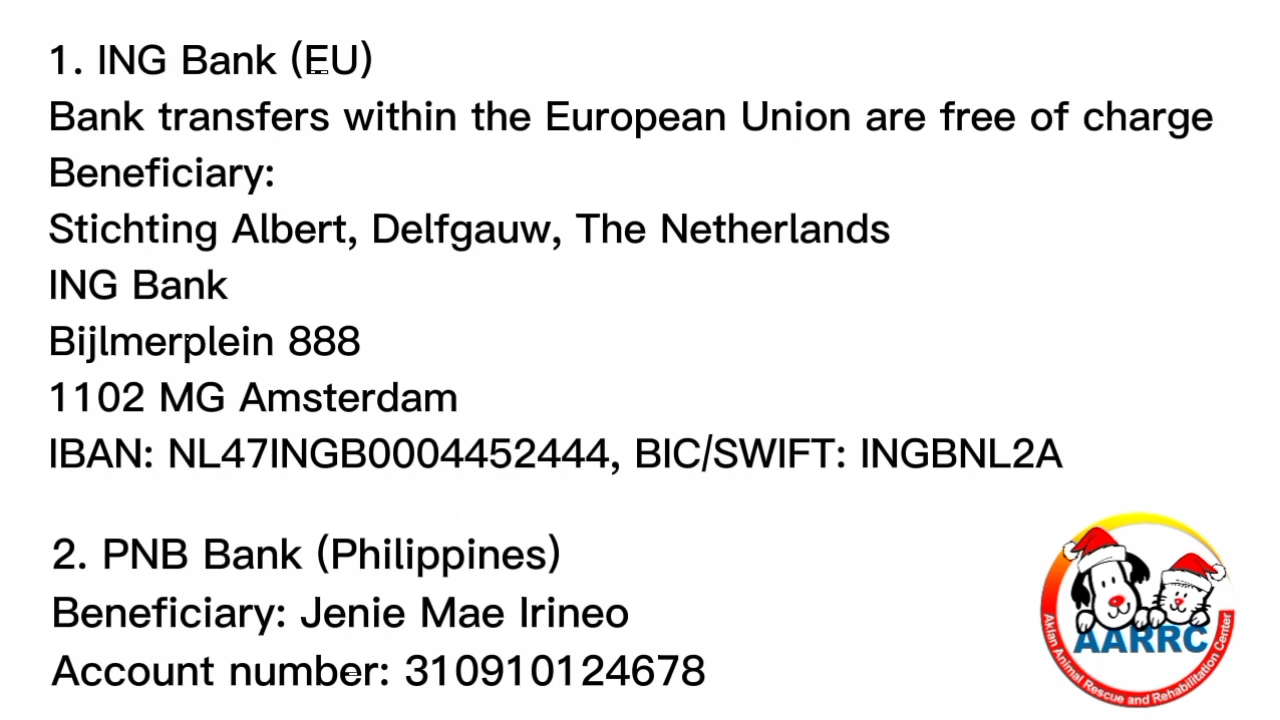 1. ING Bank (EU)
Bank transfers within the European Union are free of charge
Beneficiary:
Stichting Albert, Delfgauw, The Netherlands
ING Bank
Bijlmerplein 888
1102 MG Amsterdam
IBAN: NL47INGB0004452444, BIC/SWIFT: INGBNL2A
2. PNB Bank (Philippines)
Beneficiary: Jenie Mae Irineo
Account number: 310910124678
AARRC
Aklan Animal Rescue and Rehabilitation Center